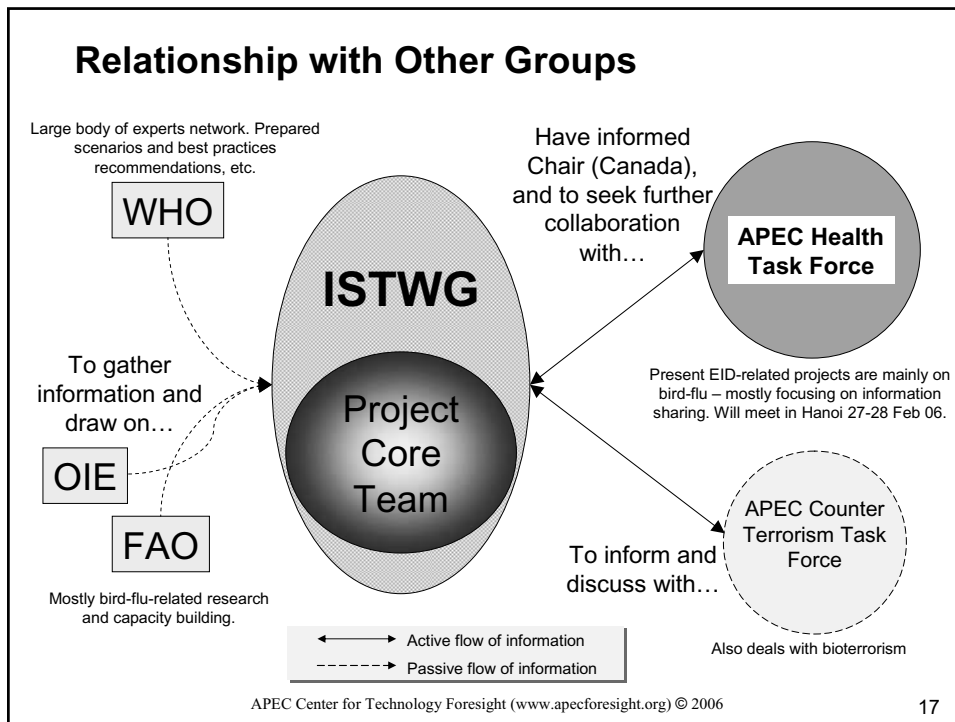 Relationship with Other Groups
Large body of experts network. Prepared
scenarios and best practices
recommendations, etc.
WHO
To gather
information and
draw on…
OIE
FAO
Mostly bird-flu-related research
and capacity building.
ISTWG
Project
Core
Team
Have informed
Chair (Canada),
and to seek further
collaboration
with…
APEC Health
Task Force
Present EID-related projects are mainly on
bird-flu – mostly focusing on information
sharing. Will meet in Hanoi 27-28 Feb 06.
To inform and
discuss with…
APEC Counter
Terrorism Task
Force
Also deals with bioterrorism
Active flow of information
Passive flow of information
APEC Center for Technology Foresight (www.apecforesight.org) © 2006
17